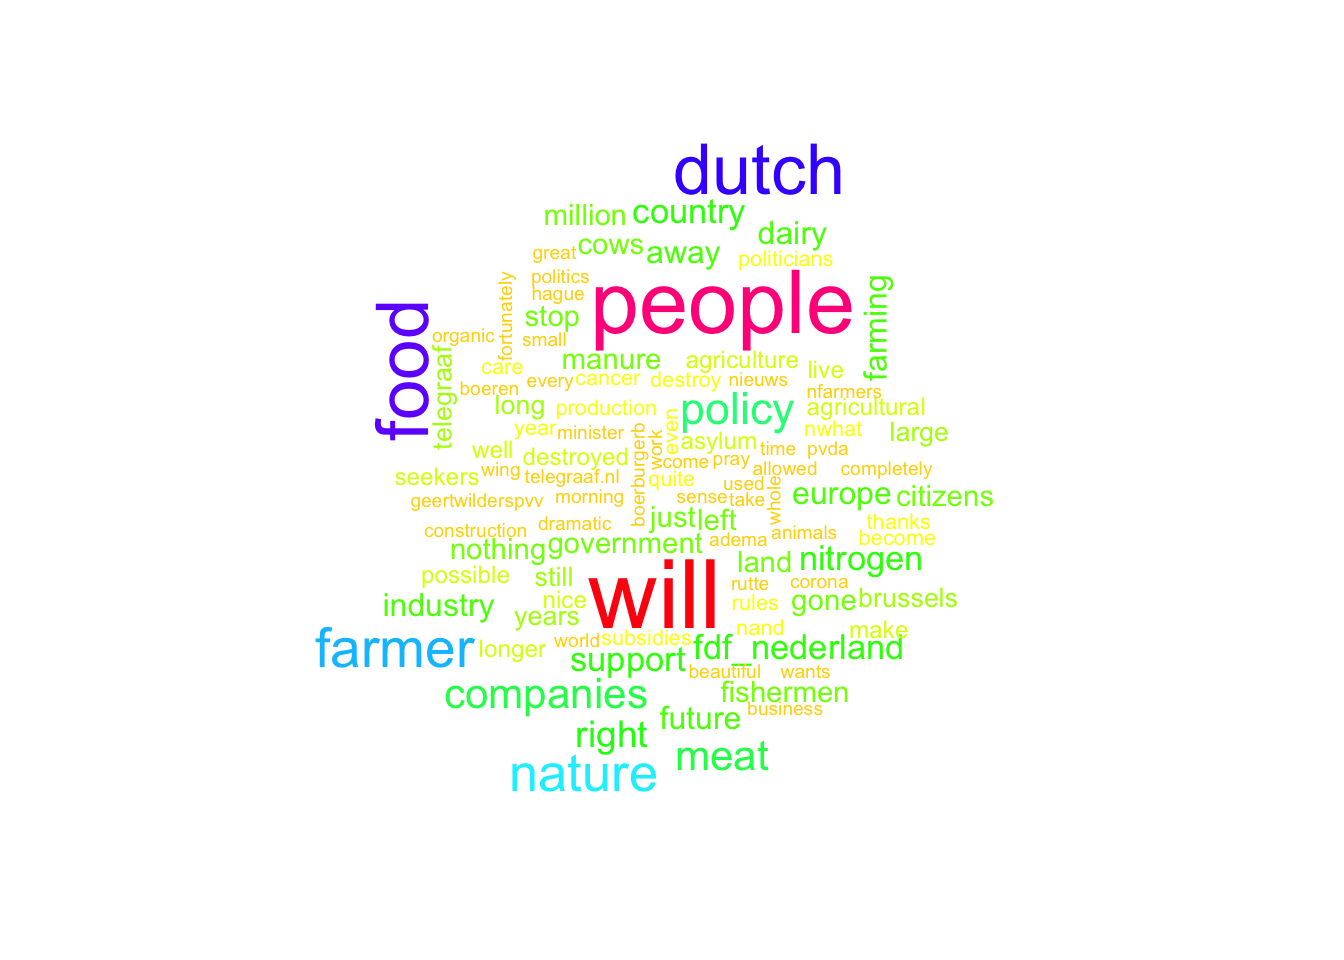 dutch
million
country
dairy
great
cows
away
politicians
politics
hague
fortunately
people
farming
food
stop
organic
small
telegraaf
manure
agriculture
live
care
boeren
every
cancer
destroy
nieuws
nfarmers
long
production
policy
agricultural
year
minister
boerburgerb
work
even
asylum
nwhat
large
well
destroyed
come
pray
time
pvda
seekers
wing
telegraaf.nl
quite
used
allowed
completely
geertwilderspvv
morning
sense
take
whole
europe
citizens
construction
dramatic
just
left
adema
animals
thanks
become
nothing
government
land
nitrogen
possible
still
will
rutte
corona
industry
nice
years
rules
gone
brussels
farmer
longer
world
subsidies
nand
make
support
fdf_nederland
beautiful
wants
companies
fishermen
business
right
future
meat
nature